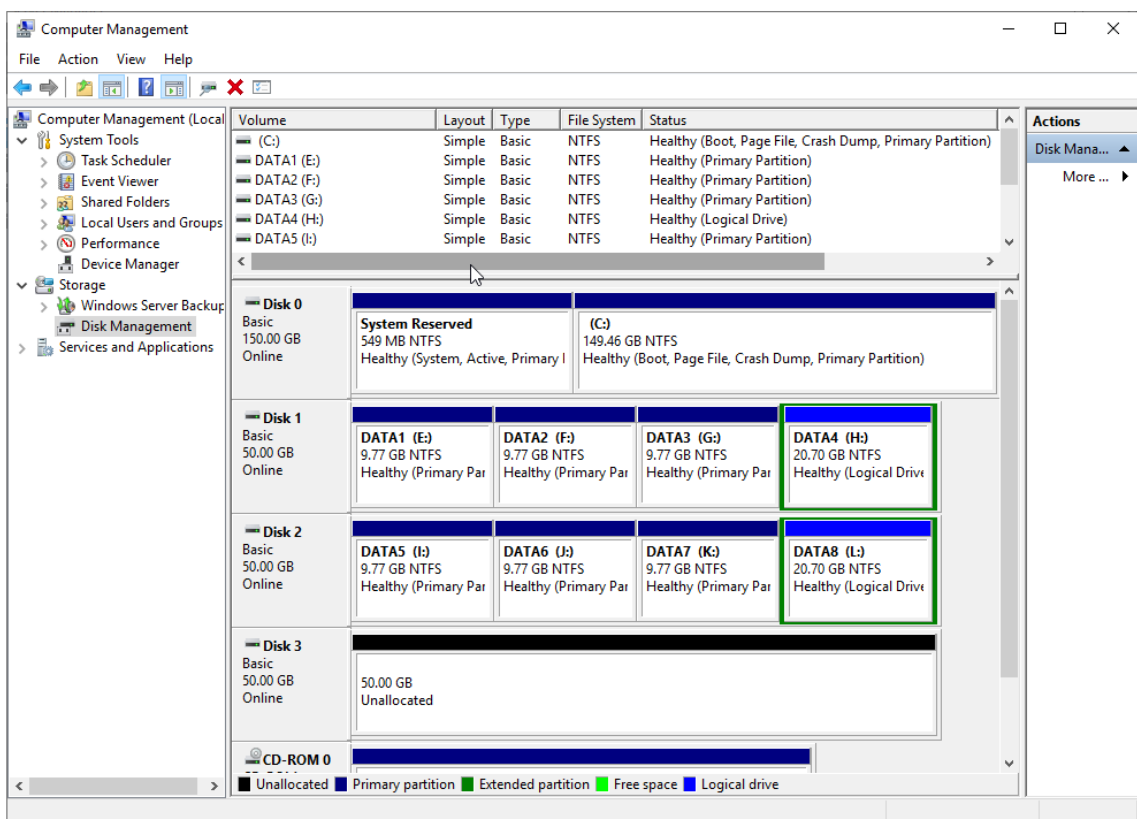 Computer Management
File Action View Help
Computer Management (Local
System Tools
Task Scheduler
Event Viewer
Shared Folders
Local Users and Groups
Performance
Device Manager
Storage
Windows Server Backup
Disk Management
Services and Applications
Volume Layout Type File System Status
(C:) Simple Basic NTFS Healthy (Boot, Page File, Crash Dump, Primary Partition)
DATA1 (E:) Simple Basic NTFS Healthy (Primary Partition)
DATA2 (F:) Simple Basic NTFS Healthy (Primary Partition)
DATA3 (G:) Simple Basic NTFS Healthy (Primary Partition)
DATA4 (H:) Simple Basic NTFS Healthy (Logical Drive)
DATA5 (I:) Simple Basic NTFS Healthy (Primary Partition)
Disk 0
Basic
150.00 GB
Online
System Reserved
549 MB NTFS
Healthy (System, Active, Primary
(C:)
149.46 GB NTFS
Healthy (Boot, Page File, Crash Dump, Primary Partition)
Disk 1
Basic
50.00 GB
Online
DATA1 (E:)
9.77 GB NTFS
Healthy (Primary Par
DATA2 (F:)
9.77 GB NTFS
Healthy (Primary Par
DATA3 (G:)
9.77 GB NTFS
Healthy (Primary Par
DATA4 (H:)
20.70 GB NTFS
Healthy (Logical Drive
Disk 2
Basic
50.00 GB
Online
DATA5 (I:)
9.77 GB NTFS
Healthy (Primary Par
DATA6 (J:)
9.77 GB NTFS
Healthy (Primary Par
DATA7 (K:)
9.77 GB NTFS
Healthy (Primary Par
DATA8 (L:)
20.70 GB NTFS
Healthy (Logical Drive
Disk 3
Basic
50.00 GB
Online
50.00 GB
Unallocated
CD-ROM 0
Unallocated Primary partition Extended partition Free space Logical drive
Actions
Disk Mana...
More ...